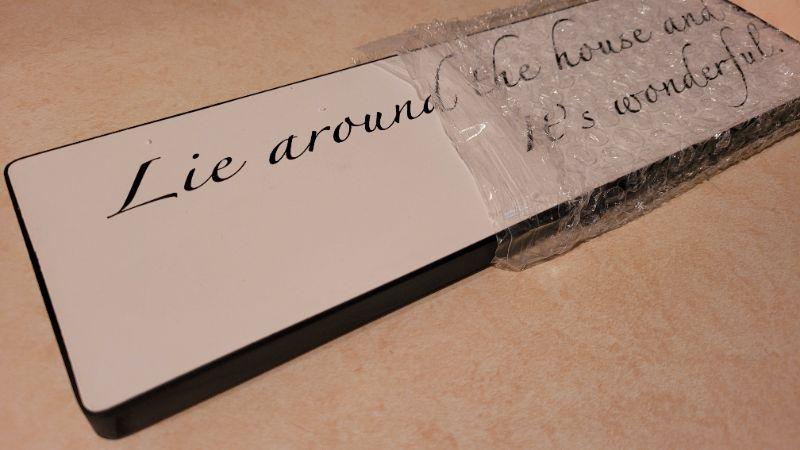 Lie around the house and
It's wonderful.